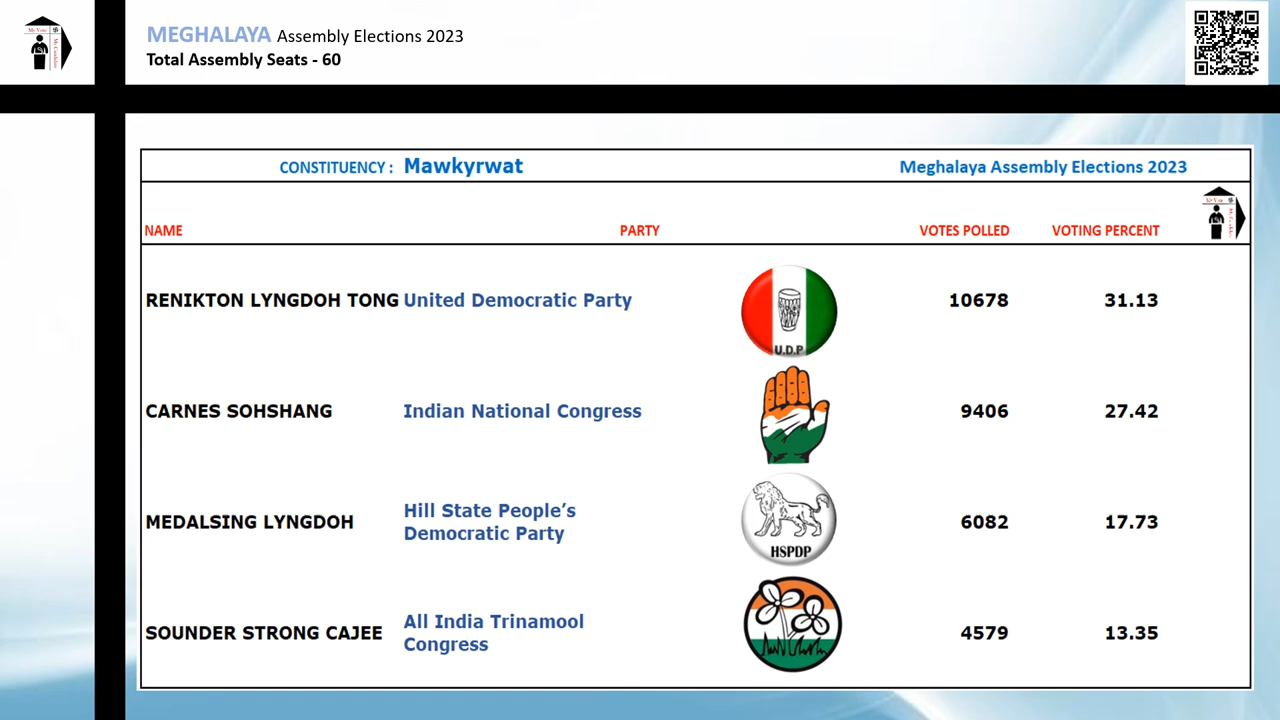 MEGHALAYA Assembly Elections 2023
Total Assembly Seats - 60
CONSTITUENCY : Mawkyrwat Meghalaya Assembly Elections 2023
NAME PARTY VOTES POLLED VOTING PERCENT
RENIKTON LYNGDOH TONG United Democratic Party 10678 31.13
U.D.P
CARNES SOHSHANG Indian National Congress 9406 27.42
MEDALSING LYNGDOH Hill State People’s
Democratic Party 6082 17.73
HSPDP
SOUNDER STRONG CAJEE All India Trinamool
Congress 4579 13.35